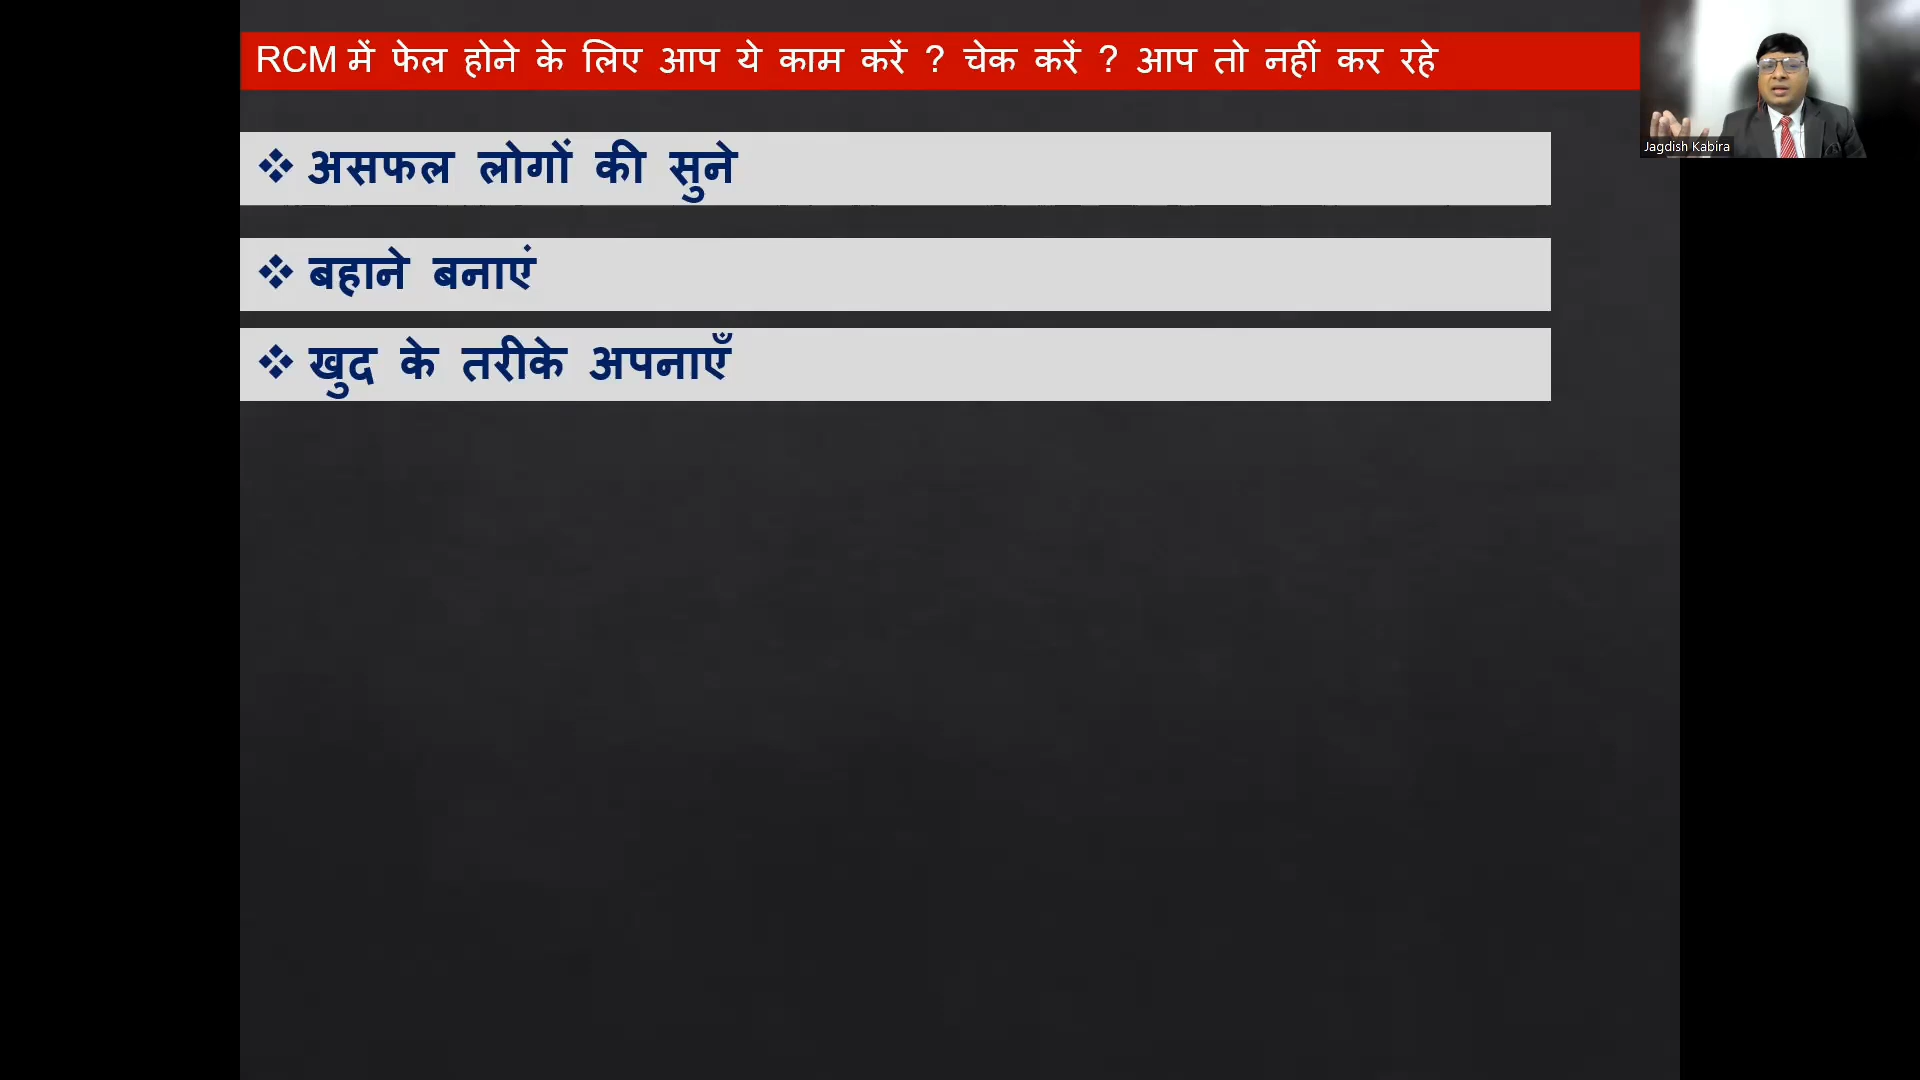 RCM में फेल होने के लिए आप ये काम करें ? चेक करें ? आप तो नहीं कर रहे
Jagdish Kabira
❖ असफल लोगों की सुने
❖ बहाने बनाएं
❖ खुद के तरीके अपनाएँ